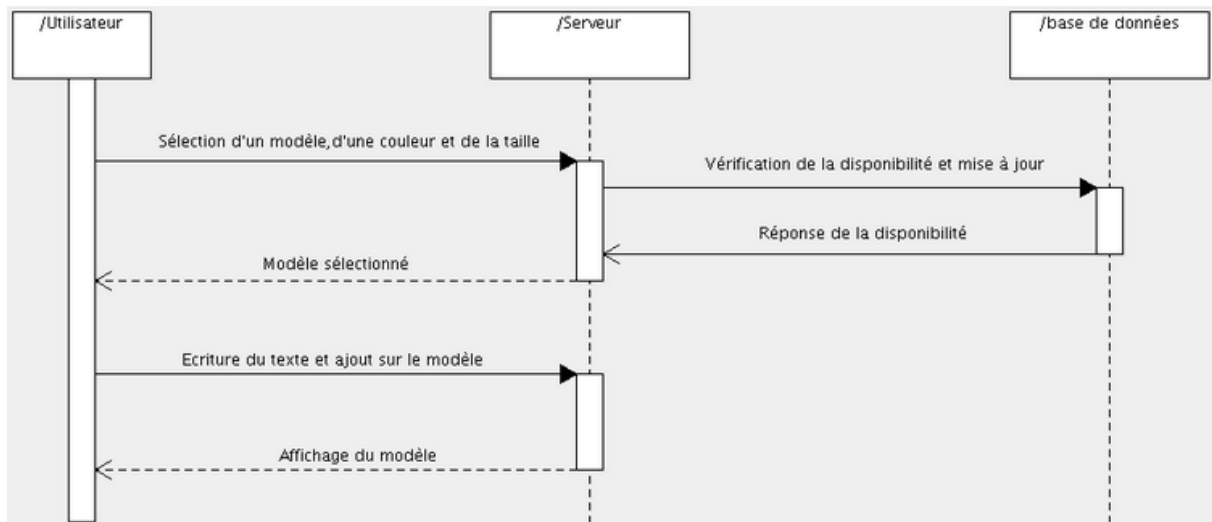 /Utilisateur
/Serveur
/base de données
Sélection d'un modèle,d'une couleur et de la taille
Vérification de la disponibilité et mise à jour
Réponse de la disponibilité
Modèle sélectionné
Ecriture du texte et ajout sur le modèle
Affichage du modèle